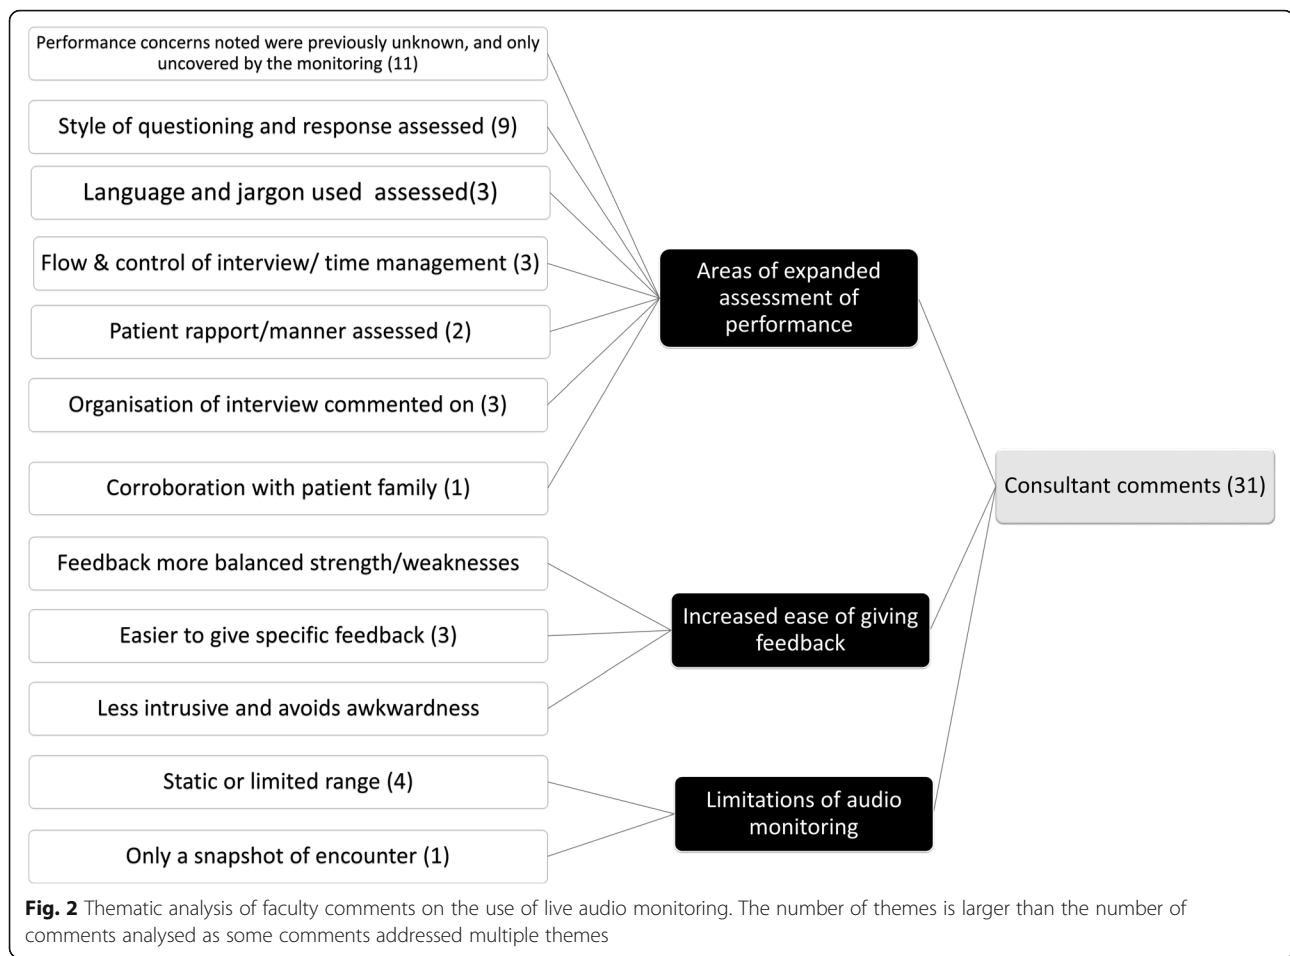 Performance concerns noted were previously unknown, and only
uncovered by the monitoring (11)
Style of questioning and response assessed (9)
Language and jargon used  assessed(3)
Flow & control of interview/ time management (3)
Patient rapport/manner assessed (2)
Organisation of interview commented on (3)
Corroboration with patient family (1)
Feedback more balanced strength/weaknesses
Easier to give specific feedback (3)
Less intrusive and avoids awkwardness
Static or limited range (4)
Only a snapshot of encounter (1)
Areas of expanded
assessment of
performance
Increased ease of giving
feedback
Limitations of audio
monitoring
Consultant comments (31)
Fig. 2 Thematic analysis of faculty comments on the use of live audio monitoring. The number of themes is larger than the number of
comments analysed as some comments addressed multiple themes